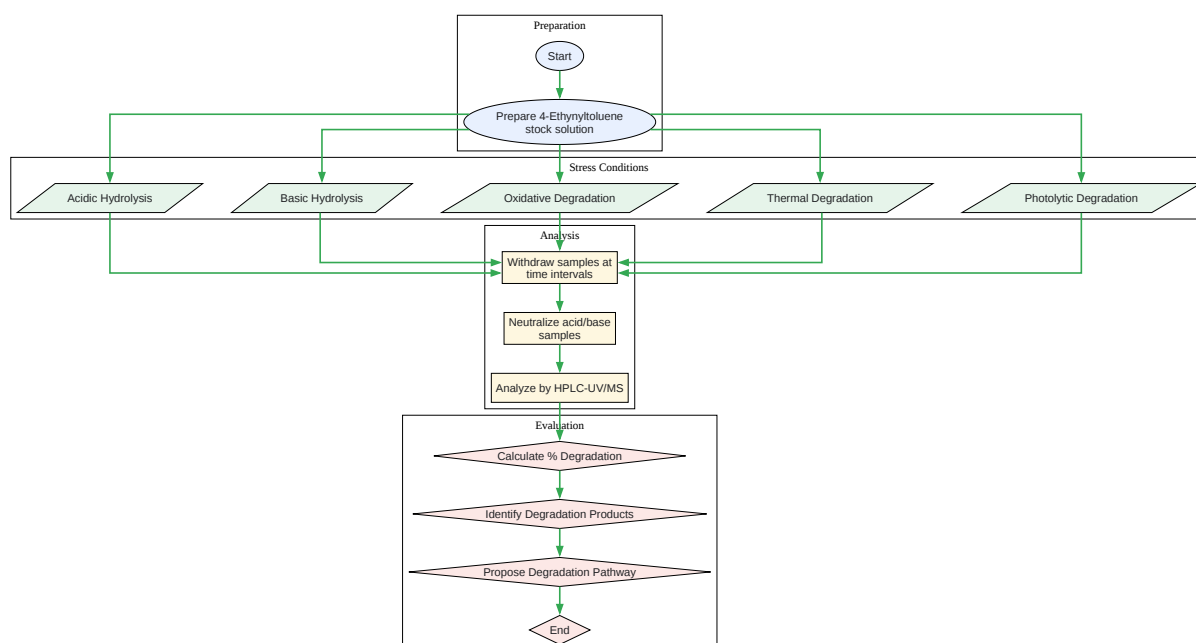 Preparation
Start
Prepare 4-Ethynyltoluene
stock solution
Stress Conditions
Acidic Hydrolysis
Basic Hydrolysis
Oxidative Degradation
Thermal Degradation
Photolytic Degradation
Analysis
Withdraw samples at
time intervals
Neutralize acid/base
samples
Analyze by HPLC-UV/MS
Evaluation
Calculate % Degradation
Identify Degradation Products
Propose Degradation Pathway
End